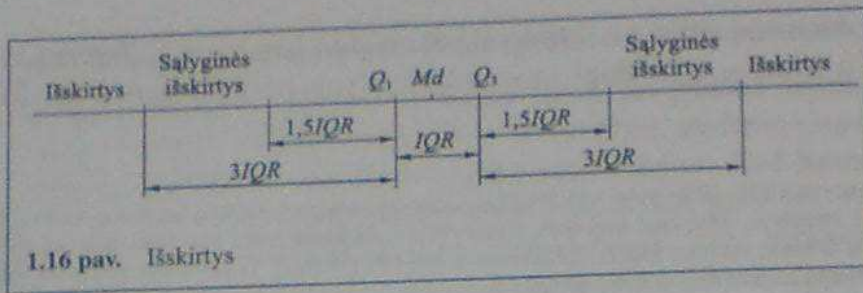 Išskirtys Sąlyginės išskirtys Q₁ Md Q₃ Sąlyginės išskirtys Išskirtys
1,5IQR IQR 1,5IQR
3IQR 3IQR
1.16 pav. Išskirtys